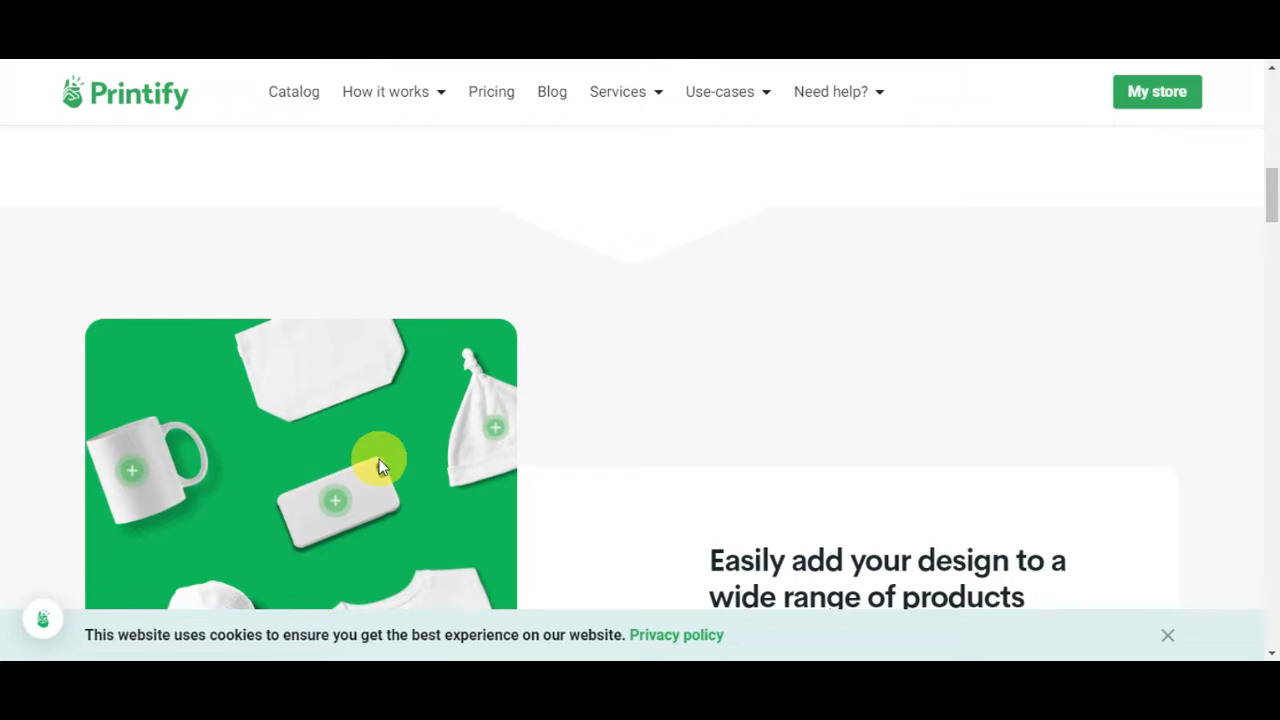 Printify
Catalog
How it works
Pricing
Blog
Services
Use-cases
Need help?
My store
Easily add your design to a
wide range of products
This website uses cookies to ensure you get the best experience on our website. Privacy policy